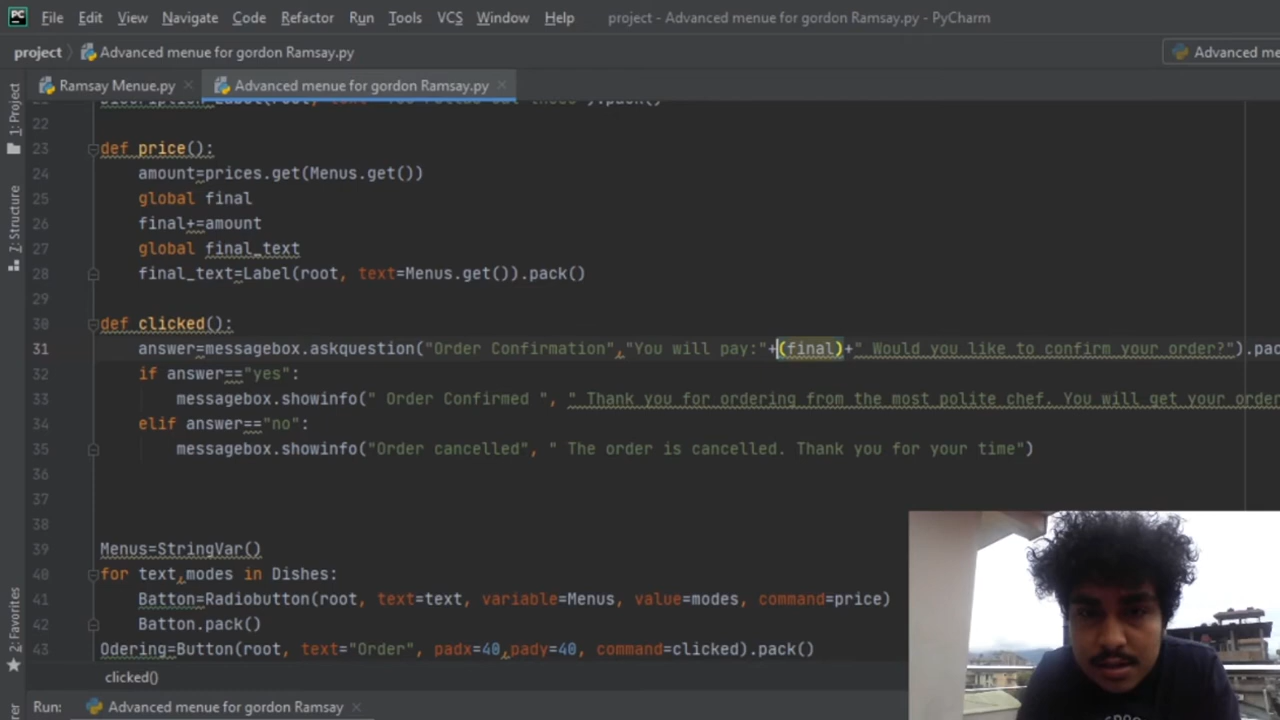 PC File Edit View Navigate Code Refactor Run Tools VCS Window Help project - Advanced menue for gordon Ramsay.py - PyCharm
project Advanced menue for gordon Ramsay.py Advanced me
Ramsay Menue.py Advanced menue for gordon Ramsay.py
1: Project
7: Structure
2: Favorites
22
23 def price():
24 amount=prices.get(Menus.get())
25 global final
26 final+=amount
27 global final_text
28 final_text=Label(root, text=Menus.get()).pack()
29
30 def clicked():
31 answer=messagebox.askquestion("Order Confirmation","You will pay:"+(final)+" Would you like to confirm your order?").pac
32 if answer=="yes":
33 messagebox.showinfo(" Order Confirmed ", " Thank you for ordering from the most polite chef. You will get your order
34 elif answer=="no":
35 messagebox.showinfo("Order cancelled", " The order is cancelled. Thank you for your time")
36
37
38
39 Menus=StringVar()
40 for text,modes in Dishes:
41 Batton=Radiobutton(root, text=text, variable=Menus, value=modes, command=price)
42 Batton.pack()
43 Odering=Button(root, text="Order", padx=40,pady=40, command=clicked).pack()
clicked()
Run: Advanced menue for gordon Ramsay